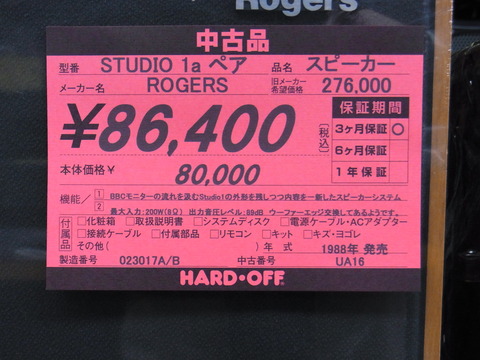 Rogers
中古品
型番 STUDIO 1a ペア 品名 スピーカー
メーカー名 ROGERS 旧メーカー希望価格 276,000
¥86,400 (税込)
保証期間
3ヶ月保証 ○
6ヶ月保証
1年保証
本体価格¥ 80,000
機能/ 1 BBCモニターの流れを汲むStudio1の外形を残しつつ内容を一新したスピーカーシステム
2 最大入力:200W(8Ω) 出力音圧レベル:89dB ウーファーエッジ交換してあるようです。
付属品 □化粧箱 □取扱説明書 □システムディスク □電源ケーブル・ACアダプター
□接続ケーブル □付属部品 □リモコン □キット □キズ・ヨゴレ
その他( ) 年式 1988年 発売
製造番号 023017A/B 中古番号 UA16
HARD・OFF